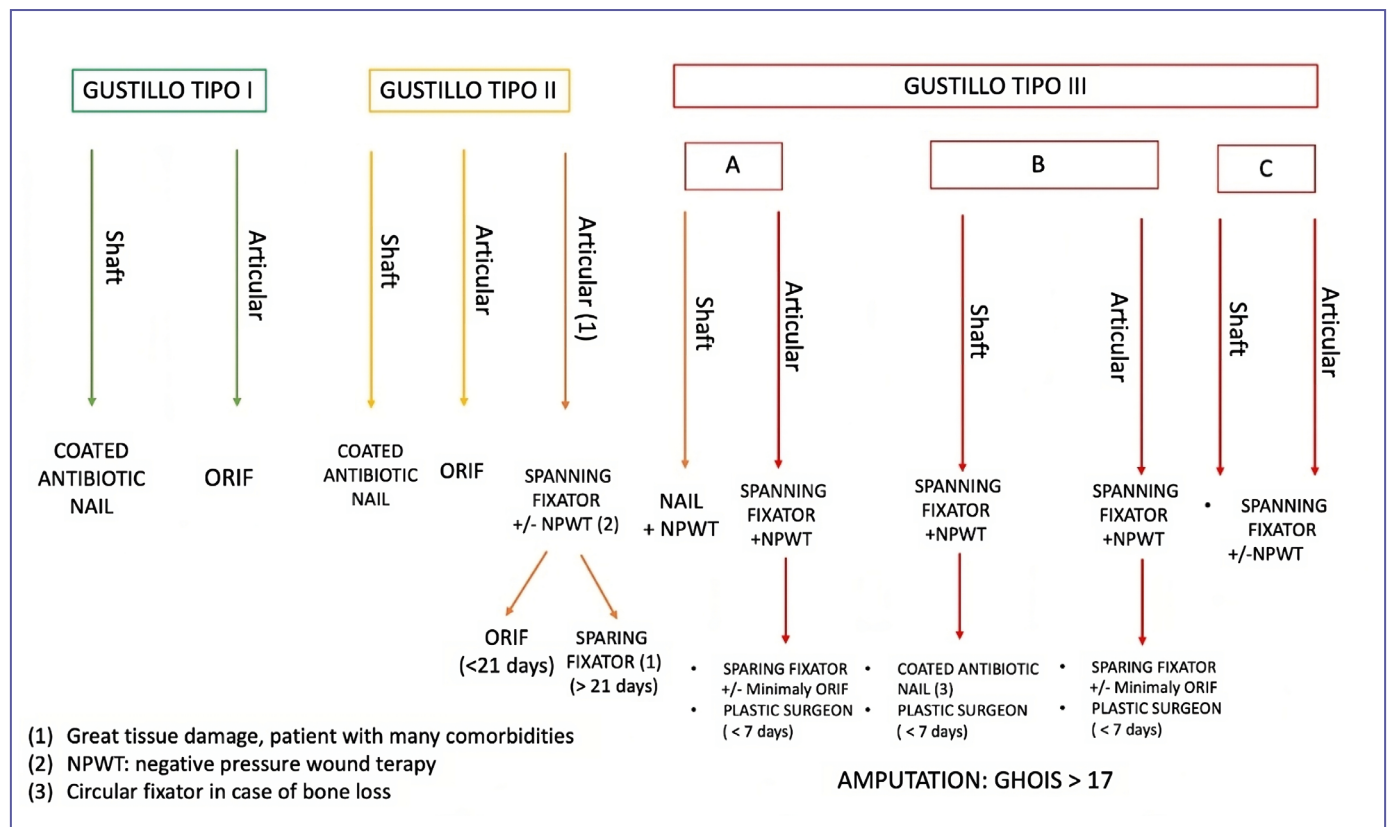 GUSTILLO TIPO I
GUSTILLO TIPO II
GUSTILLO TIPO III
A
B
C
Shaft
Articular
Shaft
Articular
Articular (1)
Shaft
Articular
Shaft
Articular
Shaft
Articular
COATED
ANTIBIOTIC
NAIL
ORIF
COATED
ANTIBIOTIC
NAIL
ORIF
SPANNING
FIXATOR
+/- NPWT (2)
NAIL
+ NPWT
SPANNING
FIXATOR
+NPWT
SPANNING
FIXATOR
+NPWT
SPANNING
FIXATOR
+NPWT
• SPANNING
FIXATOR
+/-NPWT
ORIF
(<21 days)
SPARING
FIXATOR (1)
(> 21 days)
• SPARING FIXATOR
+/- Minimaly ORIF
• PLASTIC SURGEON
( < 7 days)
• COATED ANTIBIOTIC
NAIL (3)
• PLASTIC SURGEON
( < 7 days)
• SPARING FIXATOR
+/- Minimaly ORIF
• PLASTIC SURGEON
( < 7 days)
(1) Great tissue damage, patient with many comorbidities
(2) NPWT: negative pressure wound terapy
(3) Circular fixator in case of bone loss
AMPUTATION: GHOIS > 17